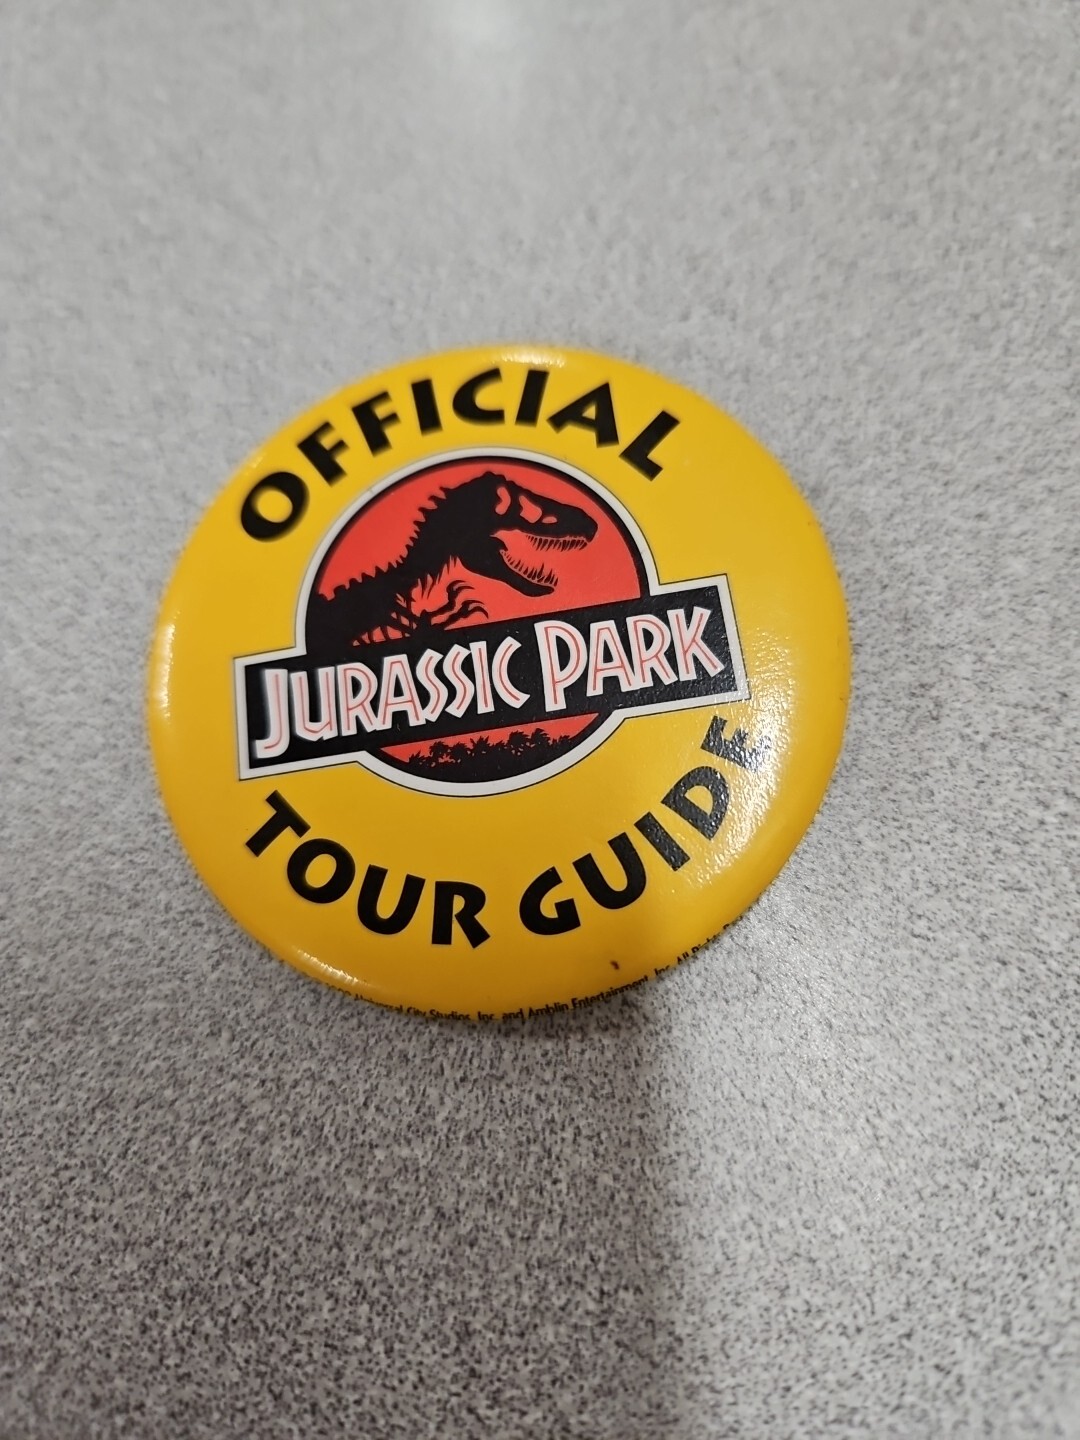 OFFICIAL
JURASSIC PARK
TOUR GUIDE
Universal City Studios, Inc. and Amblin Entertainment, Inc. All Rights